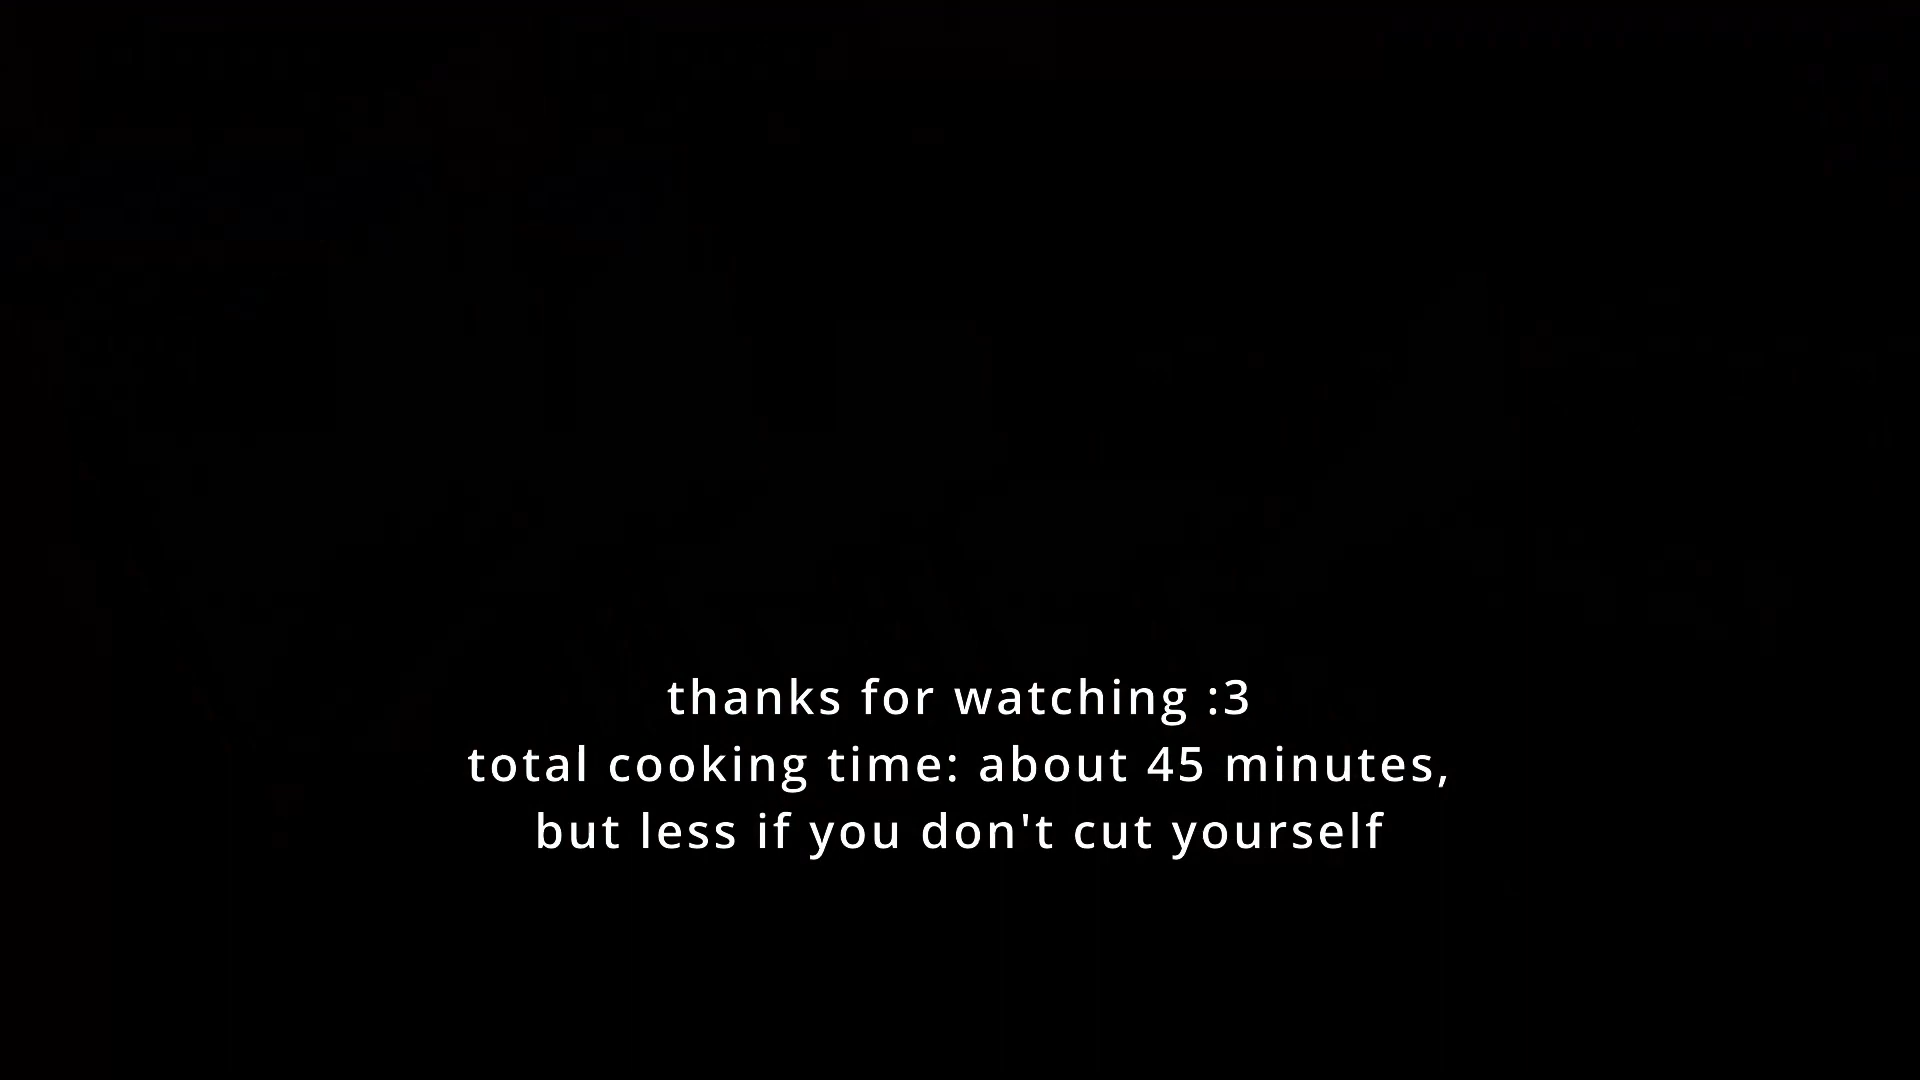 thanks for watching :3
total cooking time: about 45 minutes,
but less if you don't cut yourself